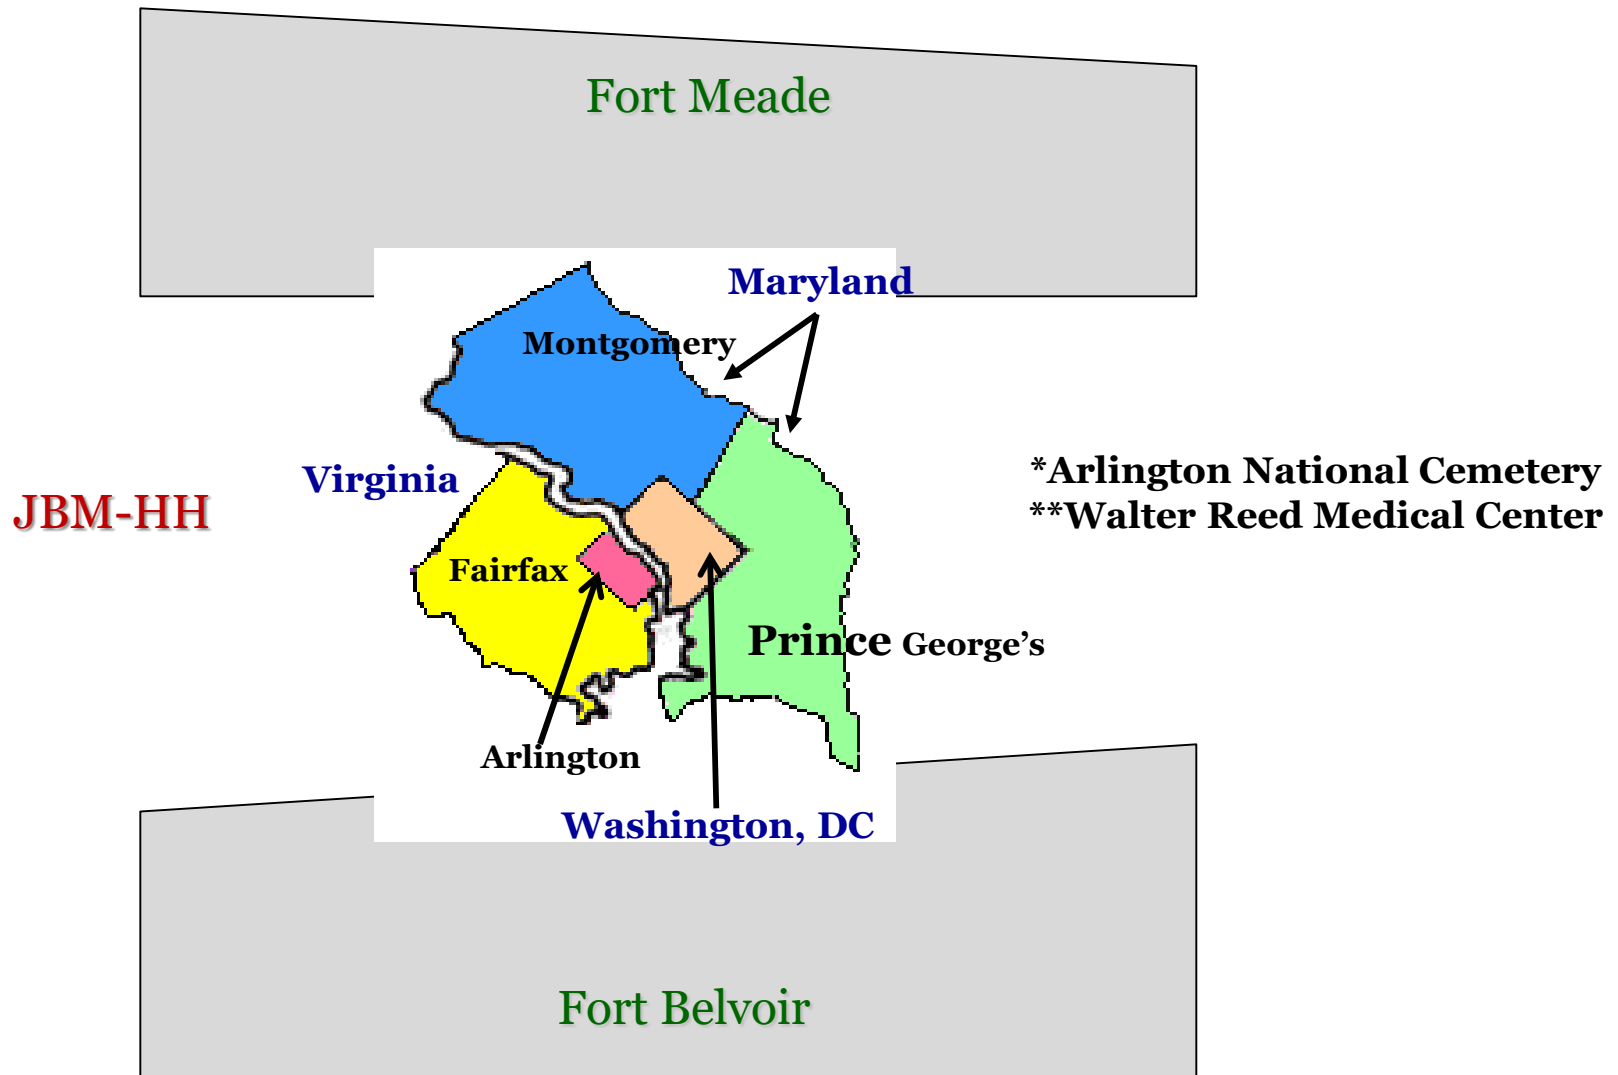 Fort Meade
Maryland
Montgomery
Virginia
*Arlington National Cemetery
**Walter Reed Medical Center
JBM-HH
Fairfax
Prince George’s
Arlington
Washington, DC
Fort Belvoir